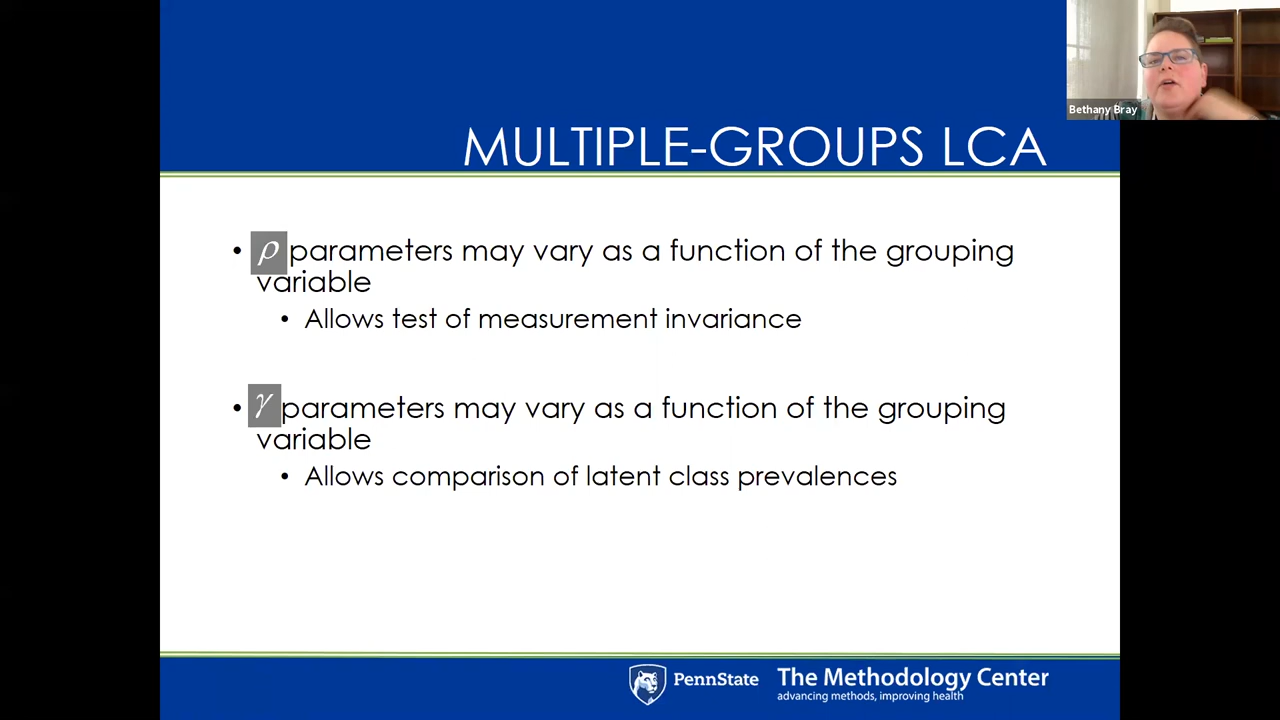 Bethany Bray
MULTIPLE-GROUPS LCA
• ρ parameters may vary as a function of the grouping
variable
• Allows test of measurement invariance
• γ parameters may vary as a function of the grouping
variable
• Allows comparison of latent class prevalences
PennState
The Methodology Center
advancing methods, improving health